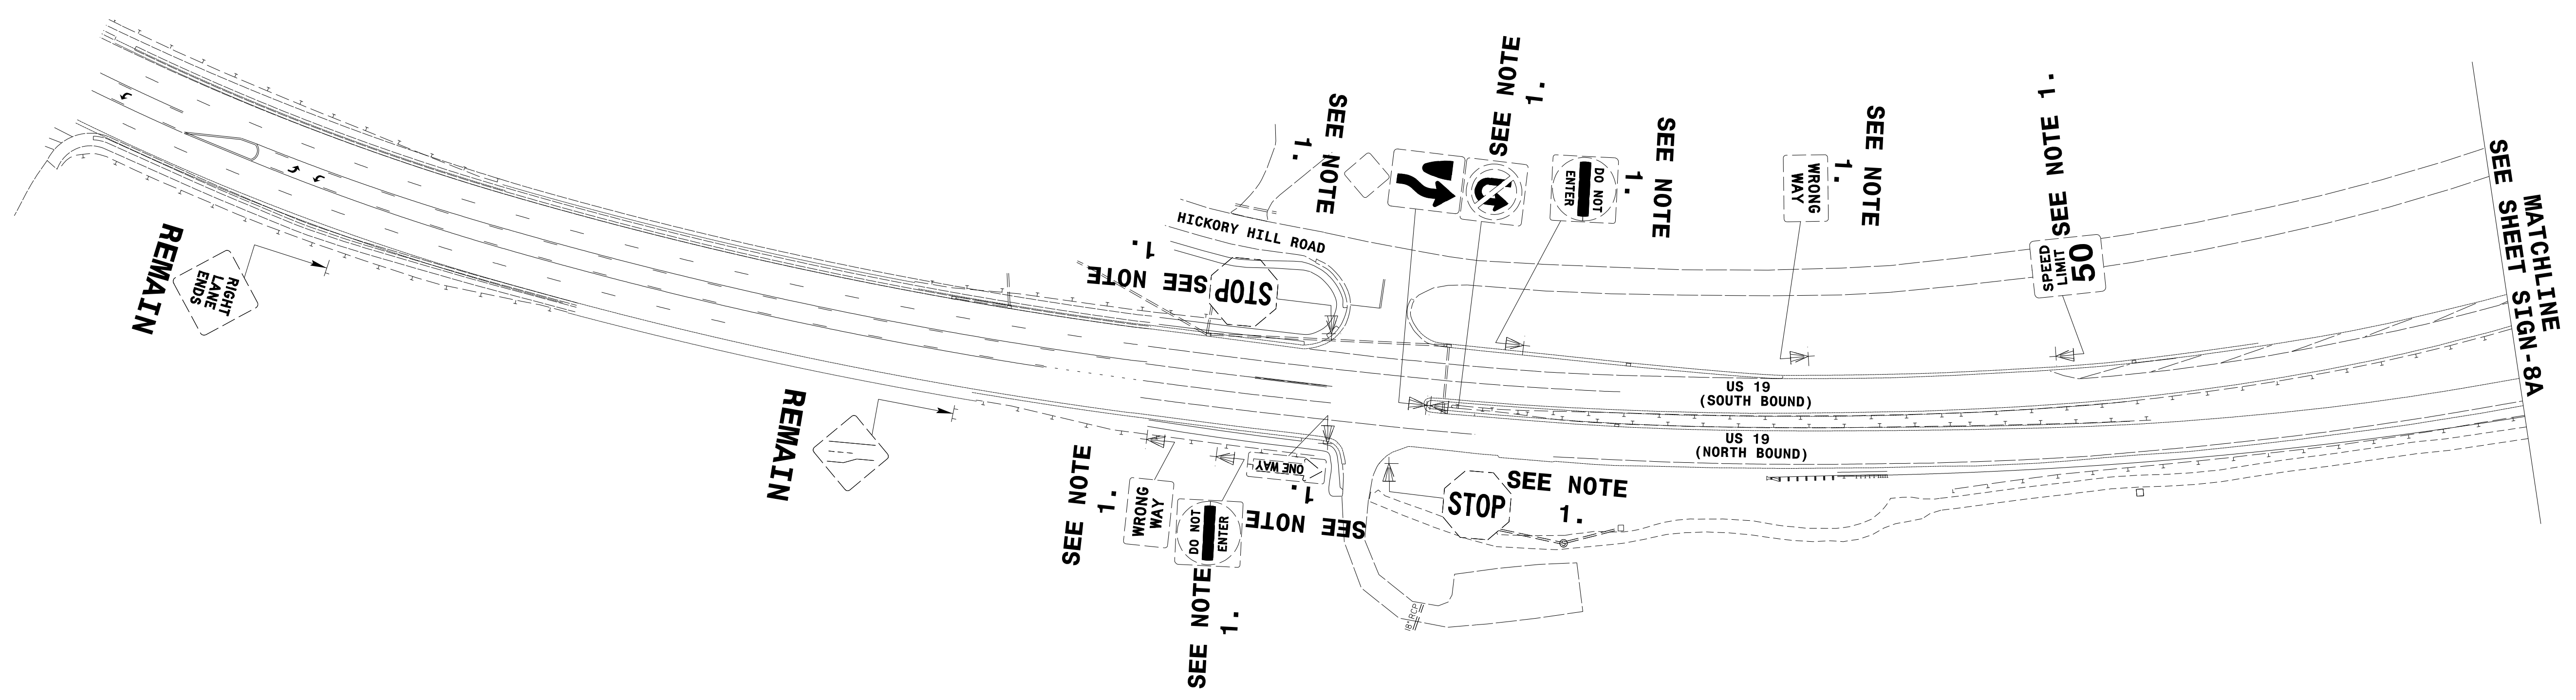 REMAIN
RIGHT
LANE
ENDS
REMAIN
HICKORY HILL ROAD
SEE NOTE
1.
STOP
SEE NOTE
1.
SEE NOTE
1.
DO NOT
ENTER
SEE NOTE
1.
WRONG
WAY
SEE NOTE
1.
SPEED
LIMIT
50
SEE NOTE 1.
MATCHLINE
SEE SHEET SIGN-8A
US 19
(SOUTH BOUND)
US 19
(NORTH BOUND)
WRONG
WAY
SEE NOTE
1.
DO NOT
ENTER
SEE NOTE
1.
ONE WAY
SEE NOTE
1.
STOP
SEE NOTE
1.
18" RCP